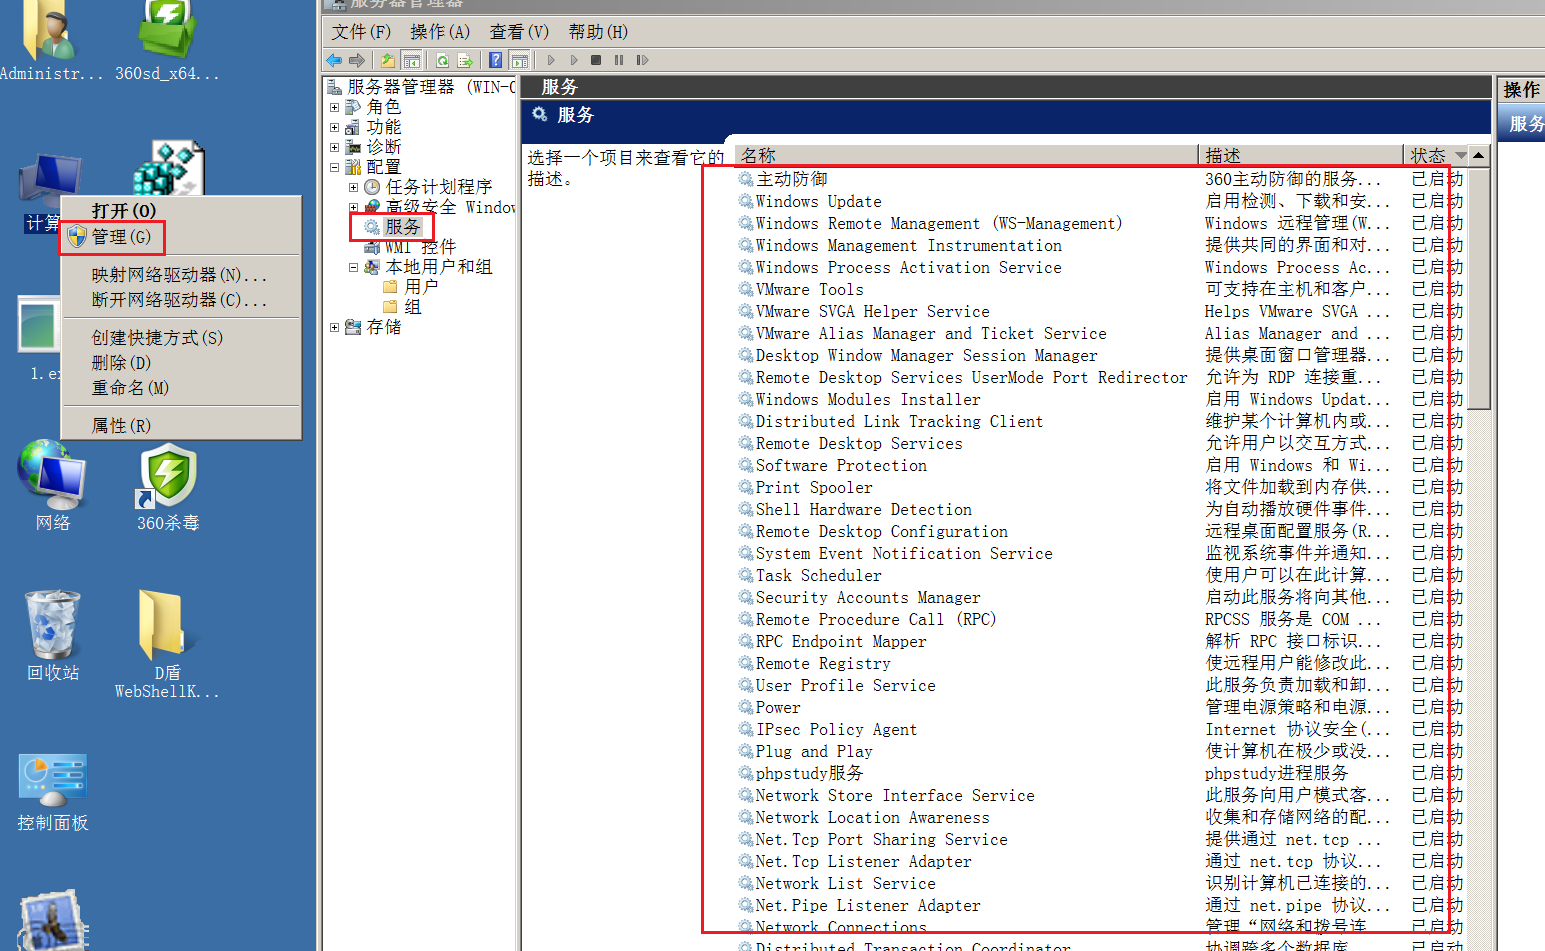 服务器管理器
文件(F) 操作(A) 查看(V) 帮助(H)
Administr... 360sd_x64...
计算
打开(O)
管理(G)
映射网络驱动器(N)...
断开网络驱动器(C)...
创建快捷方式(S)
删除(D)
重命名(M)
属性(R)
1.ex
网络 360杀毒
回收站 D盾
WebShellK...
控制面板
服务器管理器 (WIN-
角色
功能
诊断
配置
任务计划程序
高级安全 Window
服务
WMI 控件
本地用户和组
用户
组
存储
服务
服务
选择一个项目来查看它的
描述。
名称 描述 状态
主动防御 360主动防御的服务... 已启动
Windows Update 启用检测、下载和安... 已启动
Windows Remote Management (WS-Management) Windows 远程管理(W... 已启动
Windows Management Instrumentation 提供共同的界面和对... 已启动
Windows Process Activation Service Windows Process Ac... 已启动
VMware Tools 可支持在主机和客户... 已启动
VMware SVGA Helper Service Helps VMware SVGA ... 已启动
VMware Alias Manager and Ticket Service Alias Manager and ... 已启动
Desktop Window Manager Session Manager 提供桌面窗口管理器... 已启动
Remote Desktop Services UserMode Port Redirector 允许为 RDP 连接重... 已启动
Windows Modules Installer 启用 Windows Updat... 已启动
Distributed Link Tracking Client 维护某个计算机内或... 已启动
Remote Desktop Services 允许用户以交互方式... 已启动
Software Protection 启用 Windows 和 Wi... 已启动
Print Spooler 将文件加载到内存供... 已启动
Shell Hardware Detection 为自动播放硬件事件... 已启动
Remote Desktop Configuration 远程桌面配置服务(R... 已启动
System Event Notification Service 监视系统事件并通知... 已启动
Task Scheduler 使用户可以在此计算... 已启动
Security Accounts Manager 启动此服务将向其他... 已启动
Remote Procedure Call (RPC) RPCSS 服务是 COM ... 已启动
RPC Endpoint Mapper 解析 RPC 接口标识... 已启动
Remote Registry 使远程用户能修改此... 已启动
User Profile Service 此服务负责加载和卸... 已启动
Power 管理电源策略和电源... 已启动
IPsec Policy Agent Internet 协议安全(... 已启动
Plug and Play 使计算机在极少或没... 已启动
phpstudy服务 phpstudy进程服务 已启动
Network Store Interface Service 此服务向用户模式客... 已启动
Network Location Awareness 收集和存储网络的配... 已启动
Net.Tcp Port Sharing Service 提供通过 net.tcp ... 已启动
Net.Tcp Listener Adapter 通过 net.tcp 协议... 已启动
Network List Service 识别计算机已连接的... 已启动
Net.Pipe Listener Adapter 通过 net.pipe 协议... 已启动
Network Connections 管理“网络和拨号连... 已启动
Distributed Transaction Coordinator 协调跨多个数据库、... 已启动
操作
服务